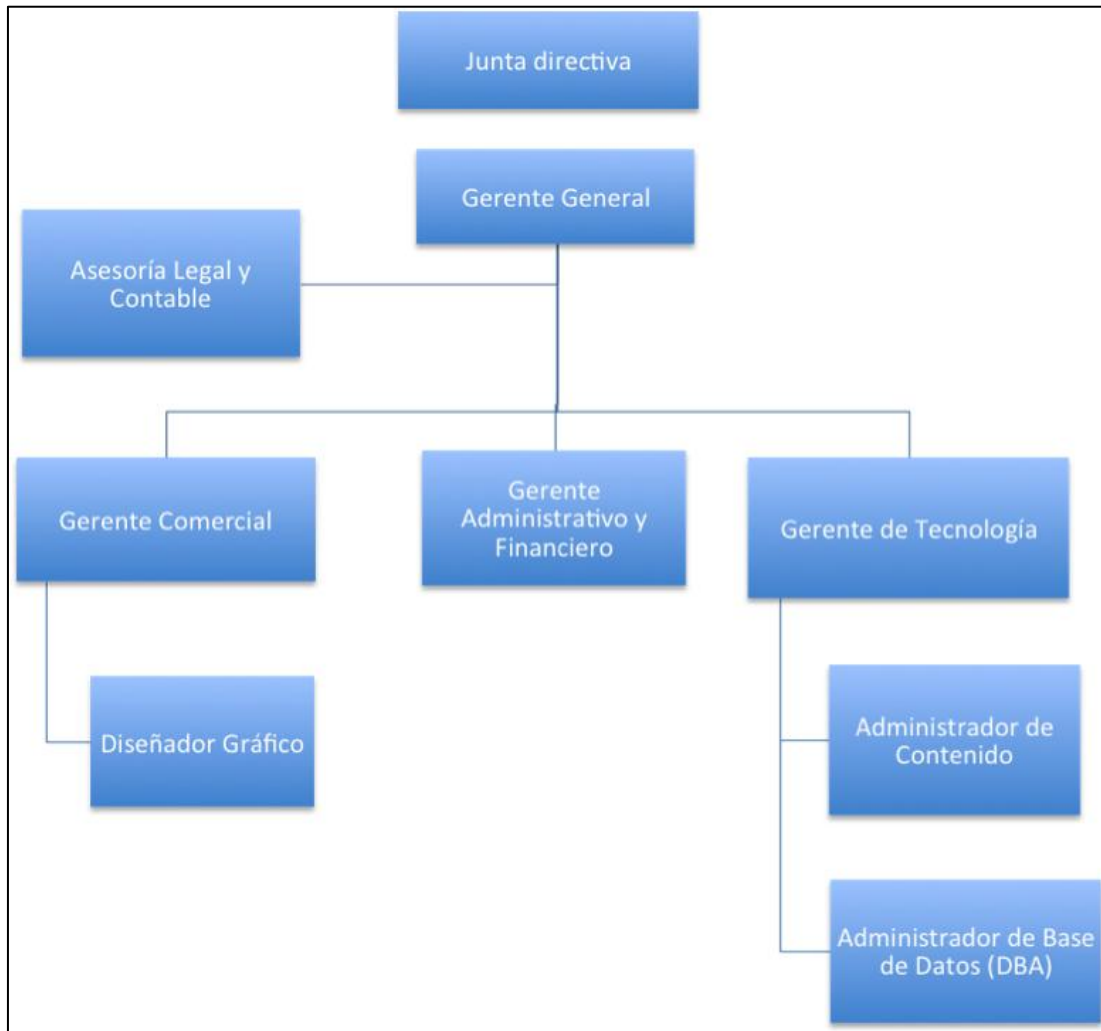 Junta directiva
Gerente General
Asesoría Legal y
Contable
Gerente Comercial
Gerente
Administrativo y
Financiero
Gerente de Tecnología
Diseñador Gráfico
Administrador de
Contenido
Administrador de Base
de Datos (DBA)